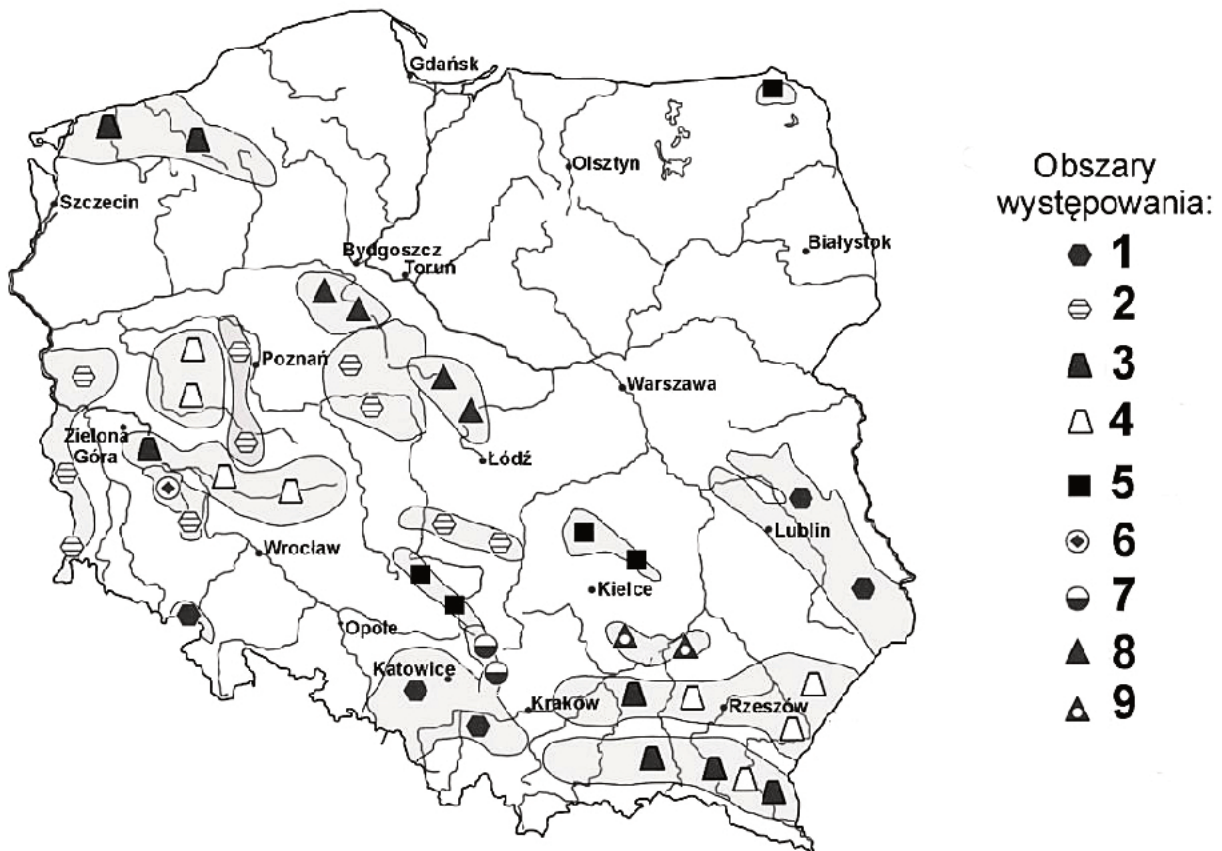 Gdańsk
Olsztyn
Szczecin
Białystok
Bydgoszcz
Toruń
Poznań
Warszawa
Zielona
Góra
Łódź
Lublin
Wrocław
Kielce
Opole
Katowice
Kraków
Rzeszów
Obszary
występowania:
1
2
3
4
5
6
7
8
9